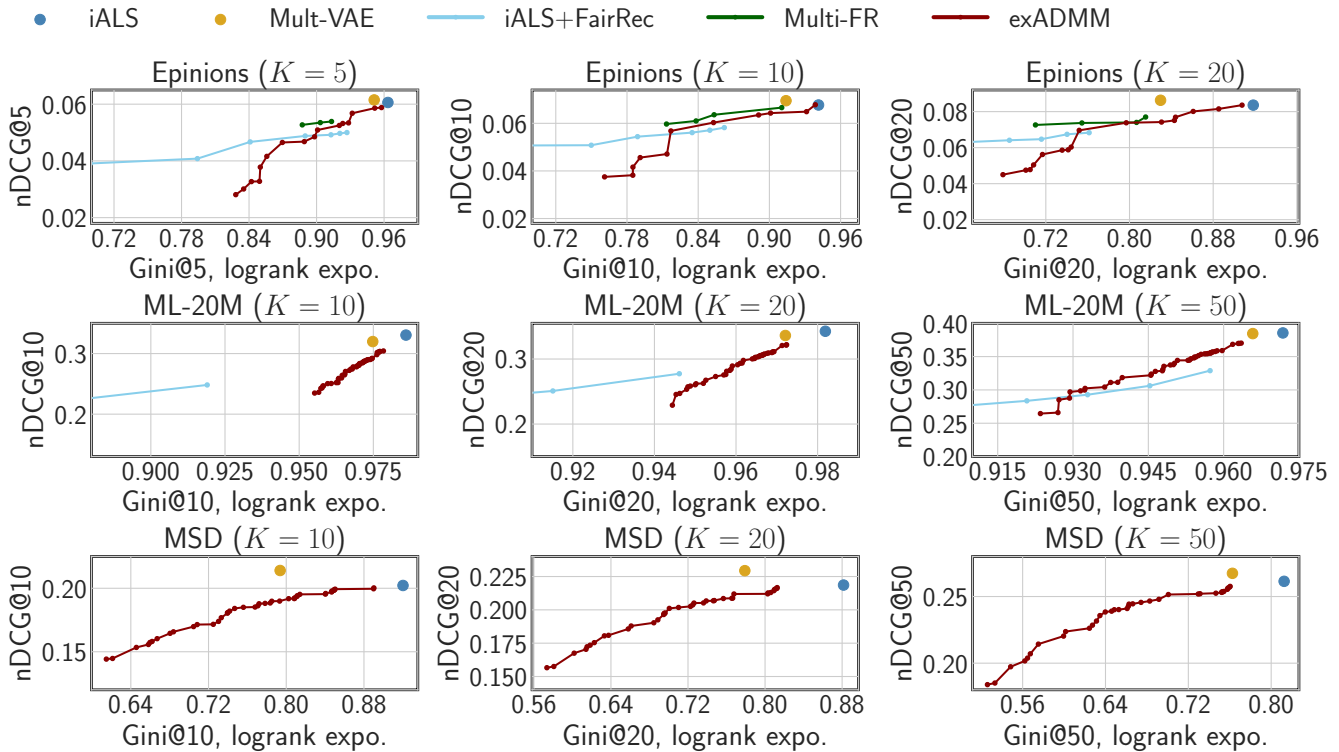 iALS Mult-VAE iALS+FairRec Multi-FR exADMM
Epinions (K = 5) Epinions (K = 10) Epinions (K = 20)
nDCG@5
0.06
0.04
0.02
0.72 0.78 0.84 0.90 0.96
Gini@5, logrank expo.
nDCG@10
0.06
0.04
0.02
0.72 0.78 0.84 0.90 0.96
Gini@10, logrank expo.
nDCG@20
0.08
0.06
0.04
0.02
0.72 0.80 0.88 0.96
Gini@20, logrank expo.
ML-20M (K = 10) ML-20M (K = 20) ML-20M (K = 50)
nDCG@10
0.3
0.2
0.900 0.925 0.950 0.975
Gini@10, logrank expo.
nDCG@20
0.3
0.2
0.92 0.94 0.96 0.98
Gini@20, logrank expo.
nDCG@50
0.40
0.35
0.30
0.25
0.20
0.915 0.930 0.945 0.960 0.975
Gini@50, logrank expo.
MSD (K = 10) MSD (K = 20) MSD (K = 50)
nDCG@10
0.20
0.15
0.64 0.72 0.80 0.88
Gini@10, logrank expo.
nDCG@20
0.225
0.200
0.175
0.150
0.56 0.64 0.72 0.80 0.88
Gini@20, logrank expo.
nDCG@50
0.25
0.20
0.56 0.64 0.72 0.80
Gini@50, logrank expo.